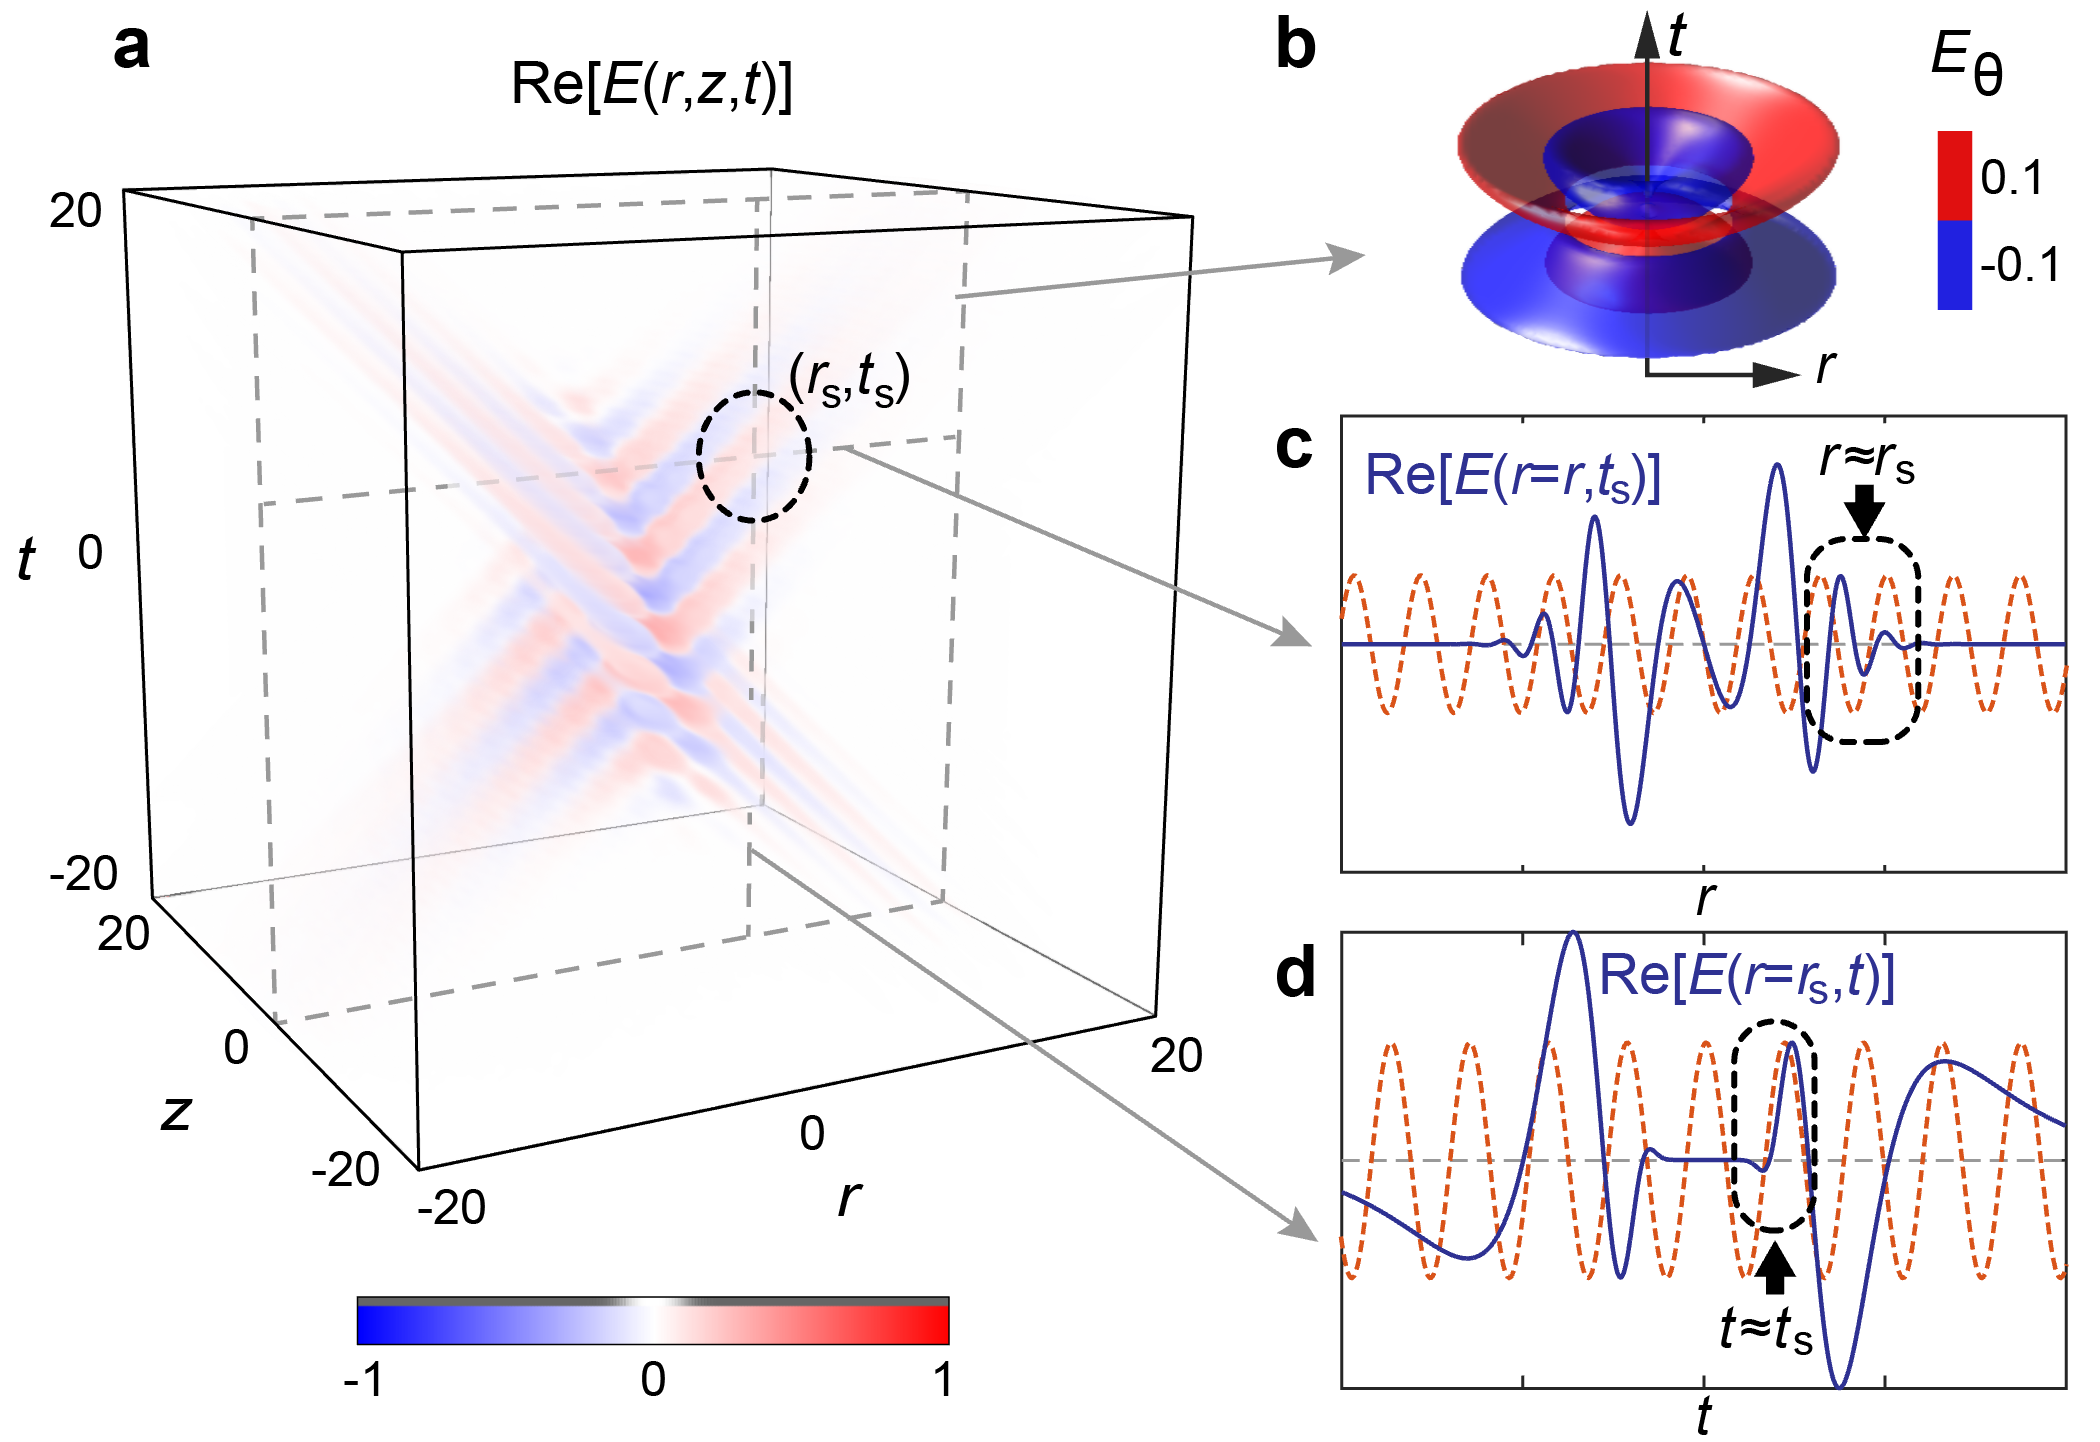 a
Re[E(r,z,t)]
20
0
-20
t
20
0
-20
z
-20
0
20
r
(rs,ts)
-1
0
1
b
t
r
Eθ
0.1
-0.1
c
Re[E(r=r,ts)]
r≈rs
r
d
Re[E(r=rs,t)]
t≈ts
t